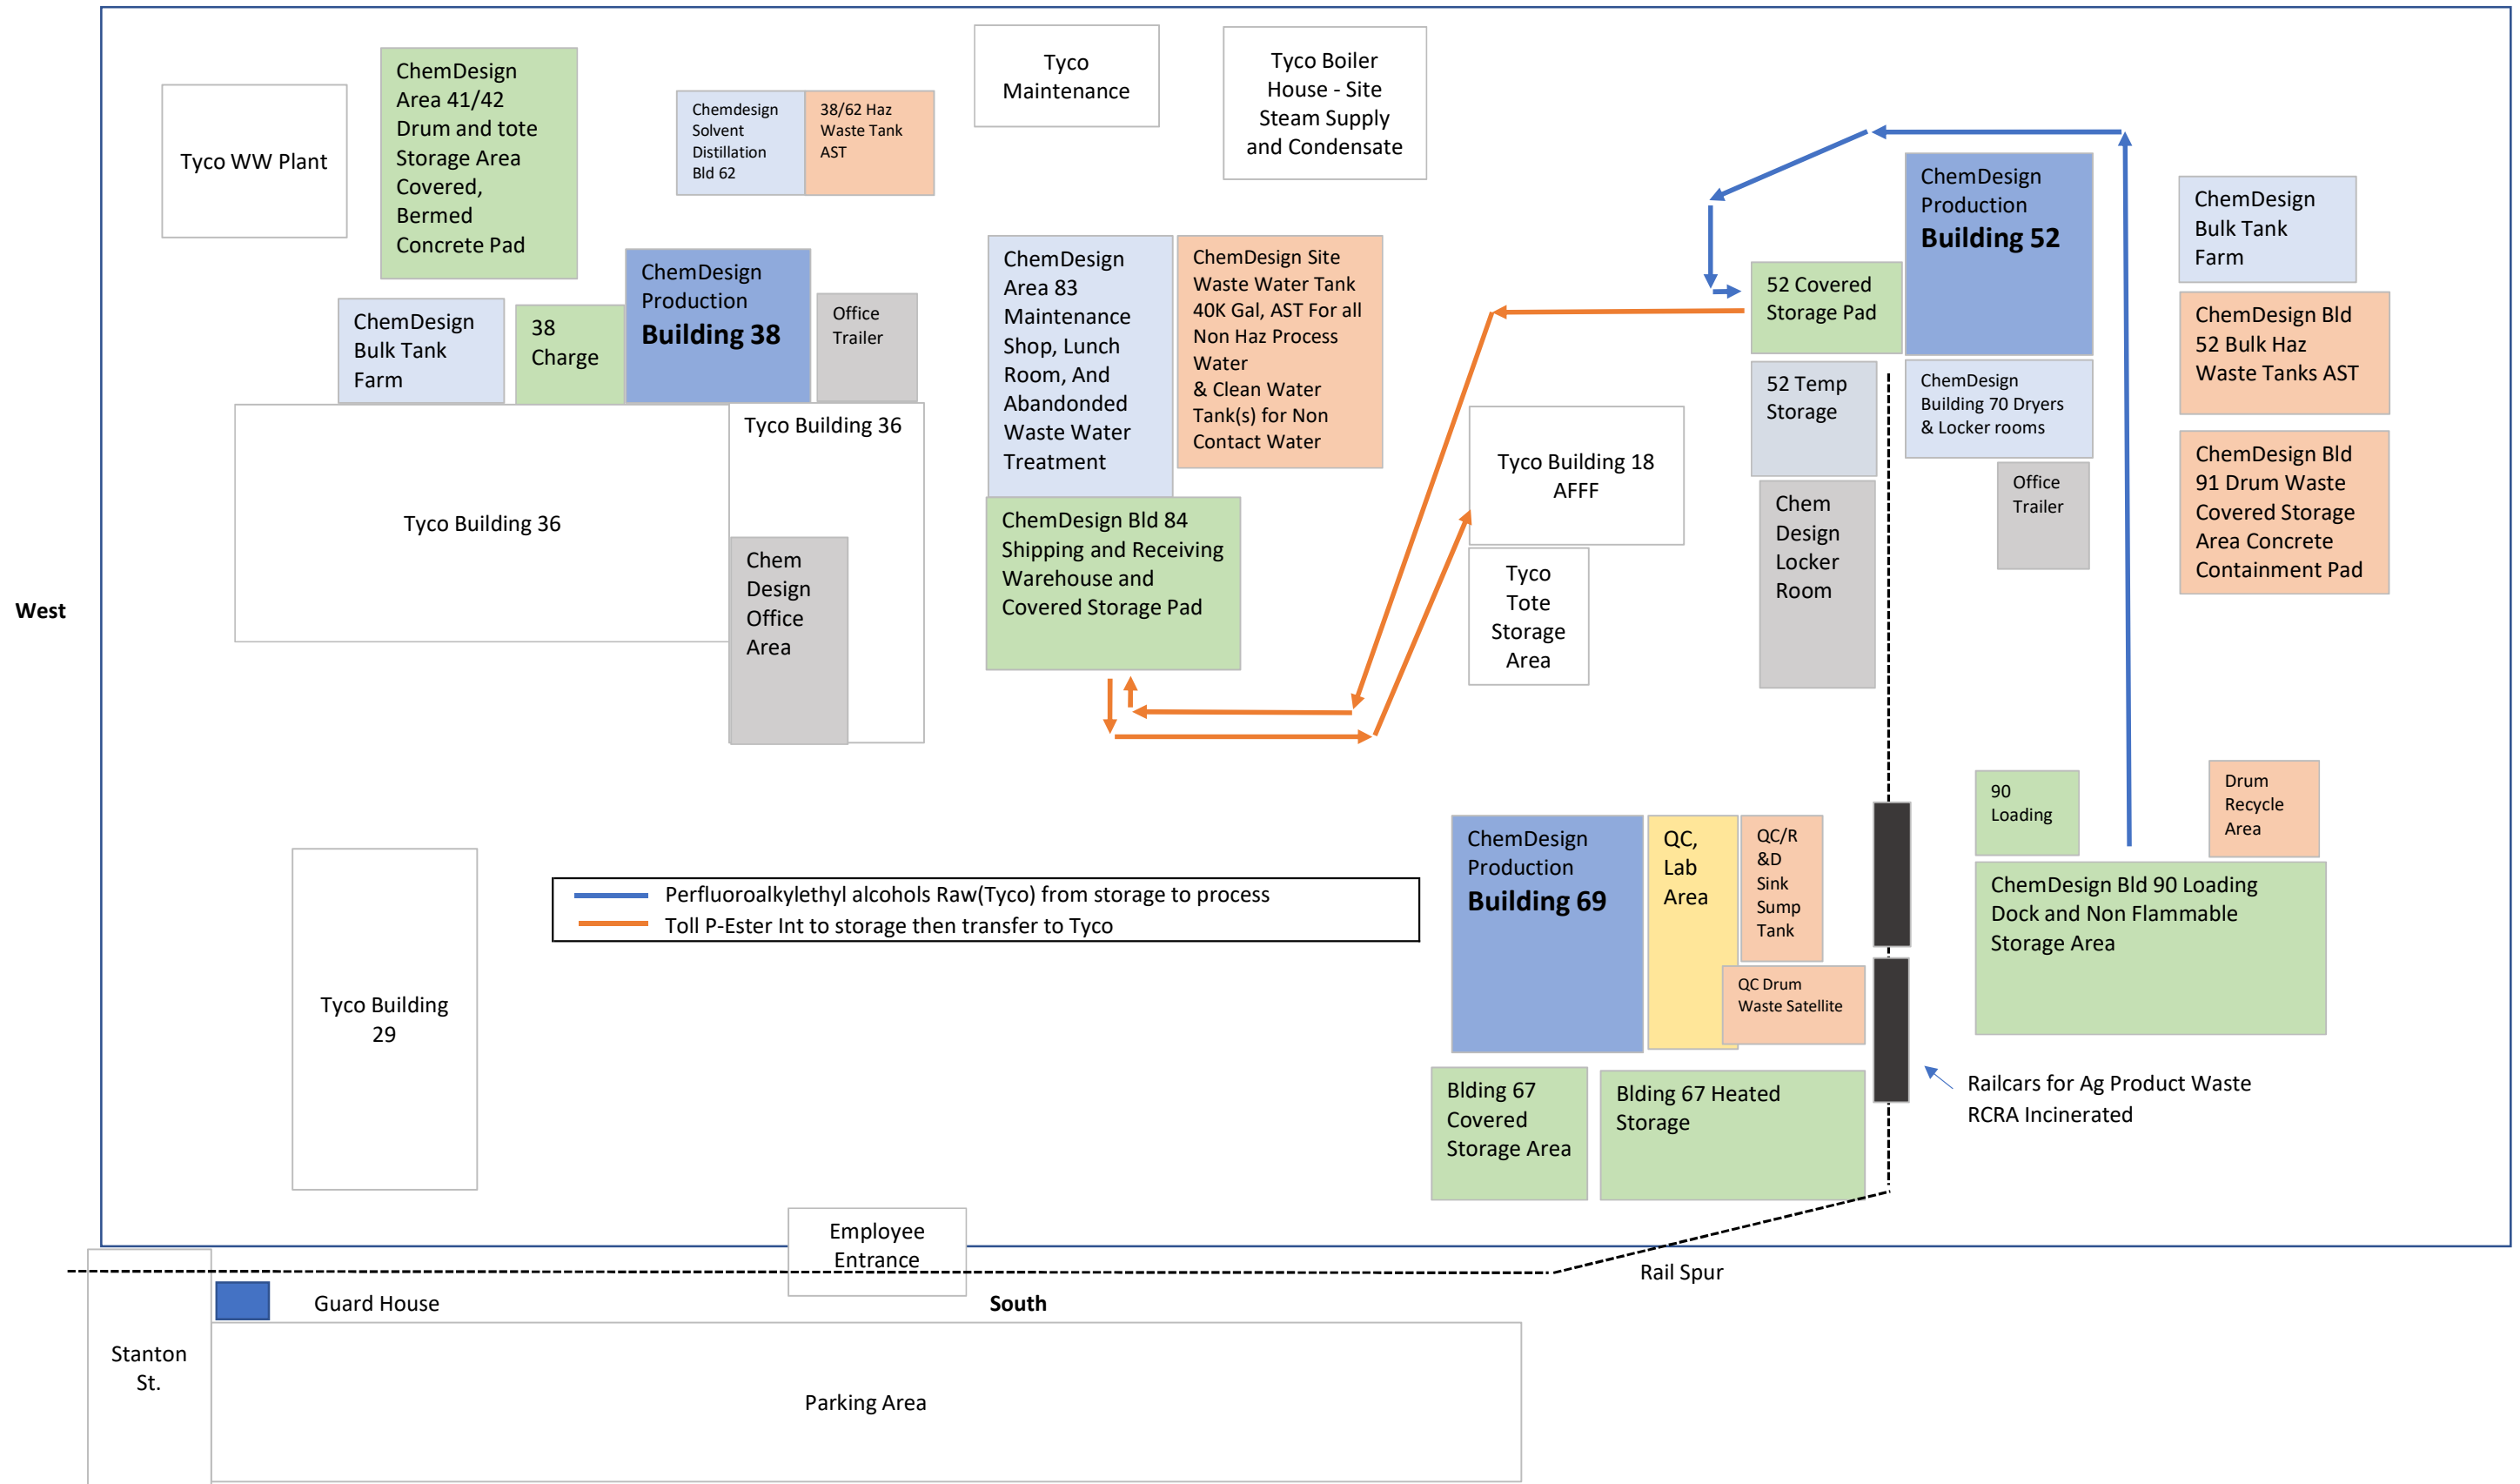 Tyco WW Plant
ChemDesign
Area 41/42
Drum and tote
Storage Area
Covered,
Bermed
Concrete Pad
Chemdesign
Solvent
Distillation
Bld 62
38/62 Haz
Waste Tank
AST
Tyco
Maintenance
Tyco Boiler
House - Site
Steam Supply
and Condensate
ChemDesign
Production
Building 52
ChemDesign
Bulk Tank
Farm
ChemDesign
Bulk Tank
Farm
38
Charge
ChemDesign
Production
Building 38
Office
Trailer
ChemDesign
Area 83
Maintenance
Shop, Lunch
Room, And
Abandonded
Waste Water
Treatment
ChemDesign Site
Waste Water Tank
40K Gal, AST For all
Non Haz Process
Water
& Clean Water
Tank(s) for Non
Contact Water
52 Covered
Storage Pad
52 Temp
Storage
ChemDesign
Building 70 Dryers
& Locker rooms
ChemDesign Bld
52 Bulk Haz
Waste Tanks AST
ChemDesign Bld
91 Drum Waste
Covered Storage
Area Concrete
Containment Pad
Tyco Building 36
Tyco Building 36
Chem
Design
Office
Area
ChemDesign Bld 84
Shipping and Receiving
Warehouse and
Covered Storage Pad
Tyco Building 18
AFFF
Tyco
Tote
Storage
Area
Chem
Design
Locker
Room
Office
Trailer
West
90
Loading
Drum
Recycle
Area
ChemDesign Bld 90 Loading
Dock and Non Flammable
Storage Area
ChemDesign
Production
Building 69
QC,
Lab
Area
QC/R
&D
Sink
Sump
Tank
QC Drum
Waste Satellite
Perfluoroalkylethyl alcohols Raw(Tyco) from storage to process
Toll P-Ester Int to storage then transfer to Tyco
Tyco Building
29
Blding 67
Covered
Storage Area
Blding 67 Heated
Storage
Railcars for Ag Product Waste
RCRA Incinerated
Employee
Entrance
Rail Spur
Guard House
South
Stanton
St.
Parking Area